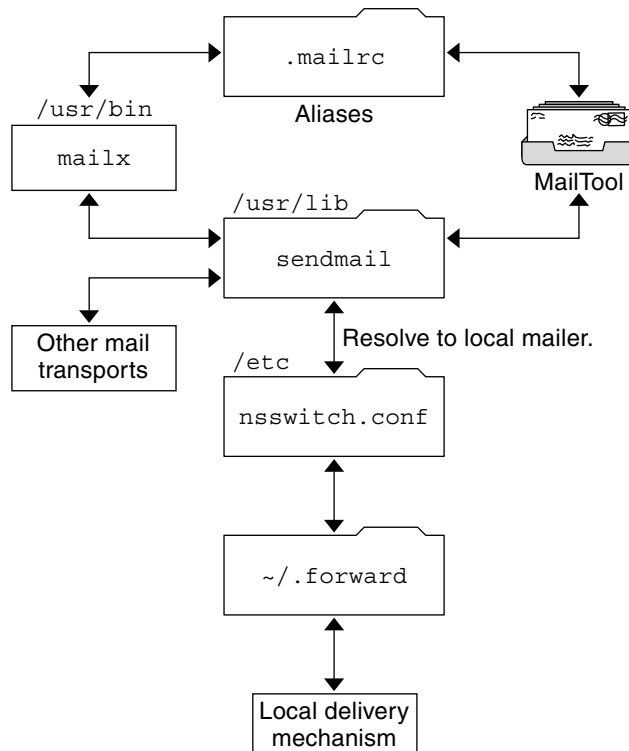 .mailrc
Aliases
/usr/bin
mailx
MailTool
/usr/lib
sendmail
Other mail
transports
Resolve to local mailer.
/etc
nsswitch.conf
~/.forward
Local delivery
mechanism